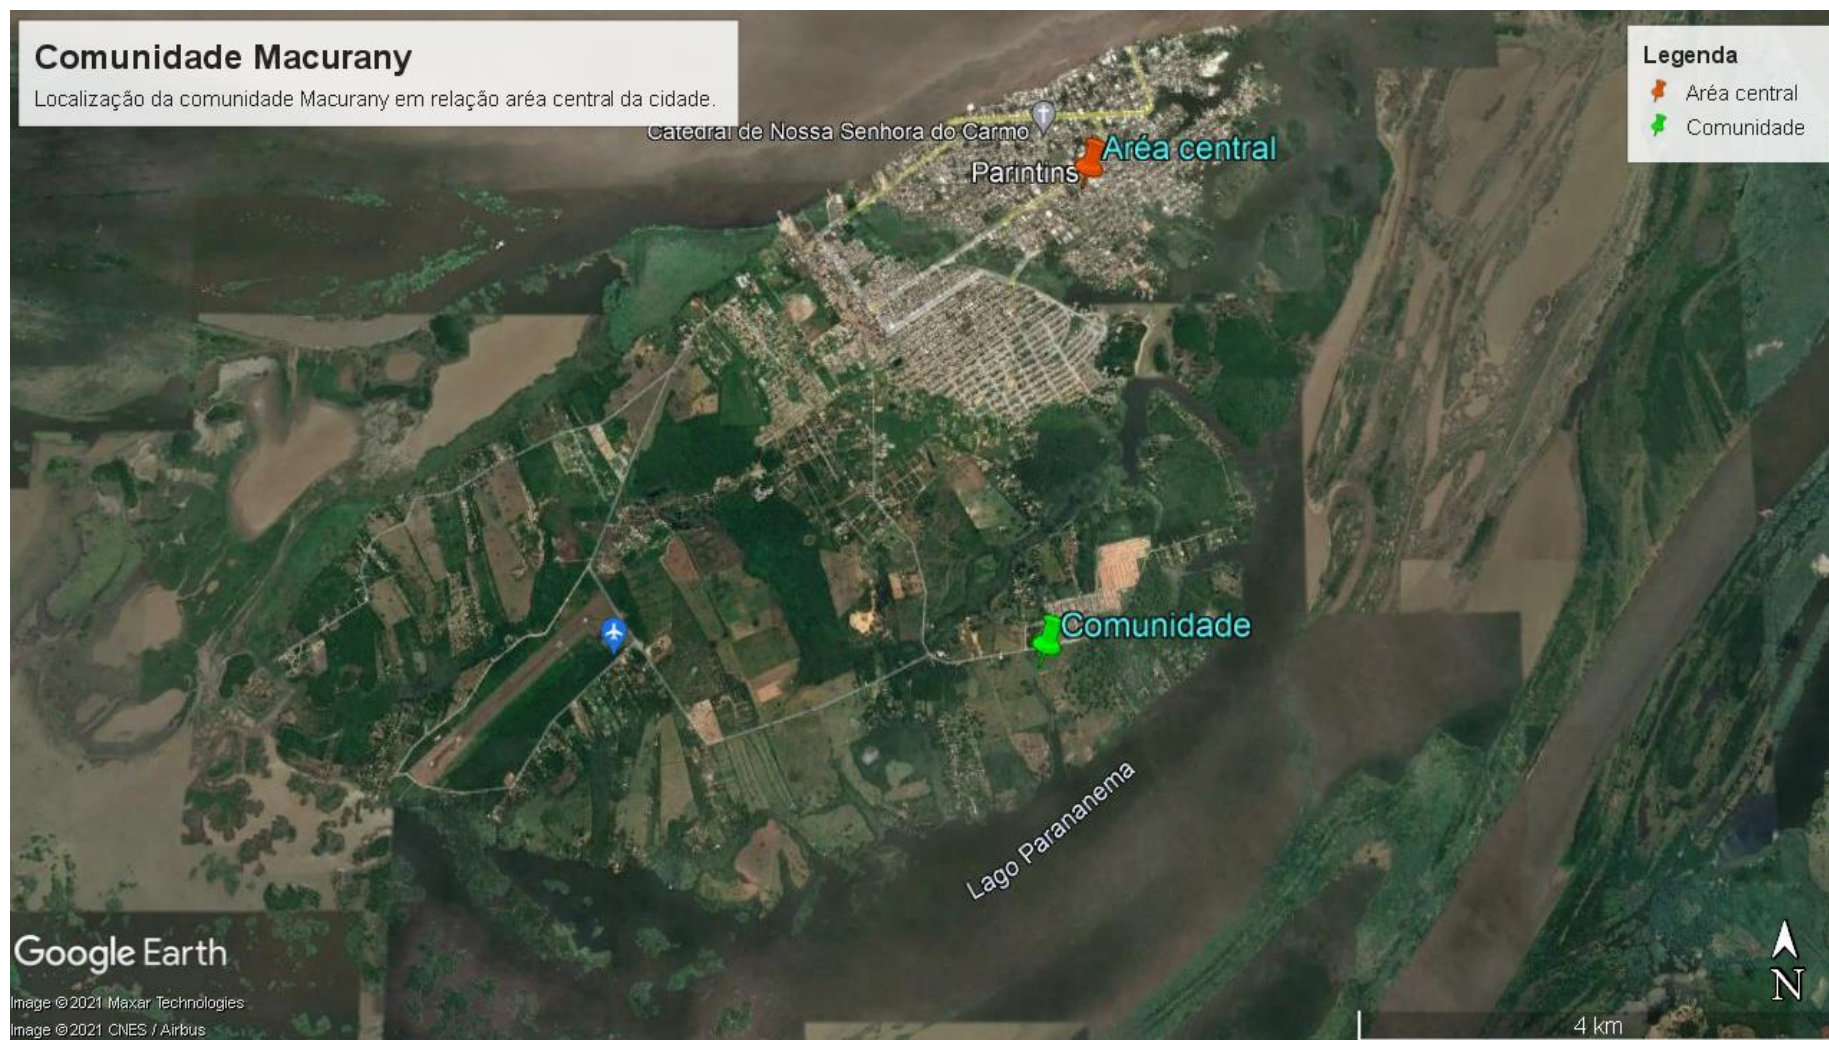 Comunidade Macurany
Localização da comunidade Macurany em relação aréa central da cidade.
Legenda
Aréa central
Comunidade
Catedral de Nossa Senhora do Carmo
Aréa central
Parintins
Comunidade
Lago Parananema
Google Earth
Image © 2021 Maxar Technologies
Image © 2021 CNES / Airbus
N
4 km